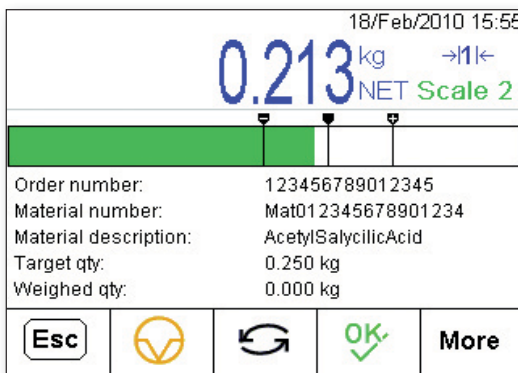 18/Feb/2010 15:55
0.213 kg →|1|←
NET Scale 2
Order number: 123456789012345
Material number: Mat012345678901234
Material description: AcetylSalycilicAcid
Target qty: 0.250 kg
Weighed qty: 0.000 kg
Esc OK More